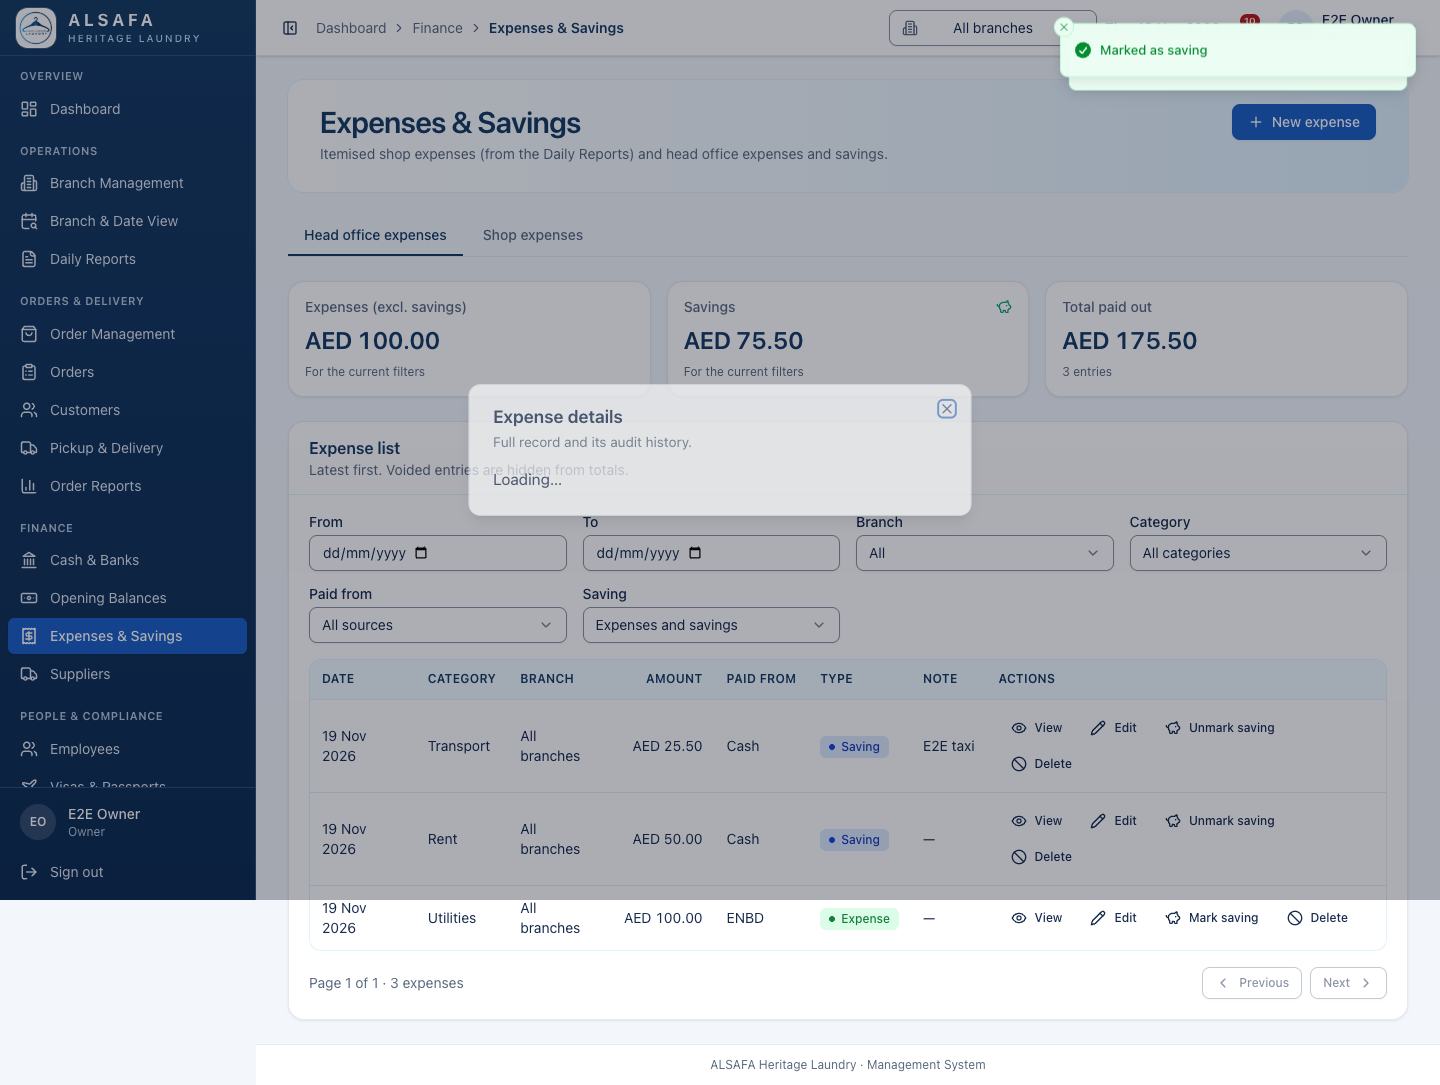 ALSAFA
HERITAGE LAUNDRY
OVERVIEW
Dashboard
OPERATIONS
Branch Management
Branch & Date View
Daily Reports
ORDERS & DELIVERY
Order Management
Orders
Customers
Pickup & Delivery
Order Reports
FINANCE
Cash & Banks
Opening Balances
Expenses & Savings
Suppliers
PEOPLE & COMPLIANCE
Employees
Visas & Passports
EO
E2E Owner
Owner
Sign out
Dashboard > Finance > Expenses & Savings
All branches
10
E2E Owner
Marked as saving
Expenses & Savings
Itemised shop expenses (from the Daily Reports) and head office expenses and savings.
New expense
Head office expenses
Shop expenses
Expenses (excl. savings)
AED 100.00
For the current filters
Savings
AED 75.50
For the current filters
Total paid out
AED 175.50
3 entries
Expense details
Full record and its audit history.
Loading...
Expense list
Latest first. Voided entries are hidden from totals.
From
dd/mm/yyyy
To
dd/mm/yyyy
Branch
All
Category
All categories
Paid from
All sources
Saving
Expenses and savings
DATE CATEGORY BRANCH AMOUNT PAID FROM TYPE NOTE ACTIONS
19 Nov 2026 Transport All branches AED 25.50 Cash Saving E2E taxi View Edit Unmark saving Delete
19 Nov 2026 Rent All branches AED 50.00 Cash Saving — View Edit Unmark saving Delete
19 Nov 2026 Utilities All branches AED 100.00 ENBD Expense — View Edit Mark saving Delete
Page 1 of 1 · 3 expenses
Previous
Next
ALSAFA Heritage Laundry · Management System